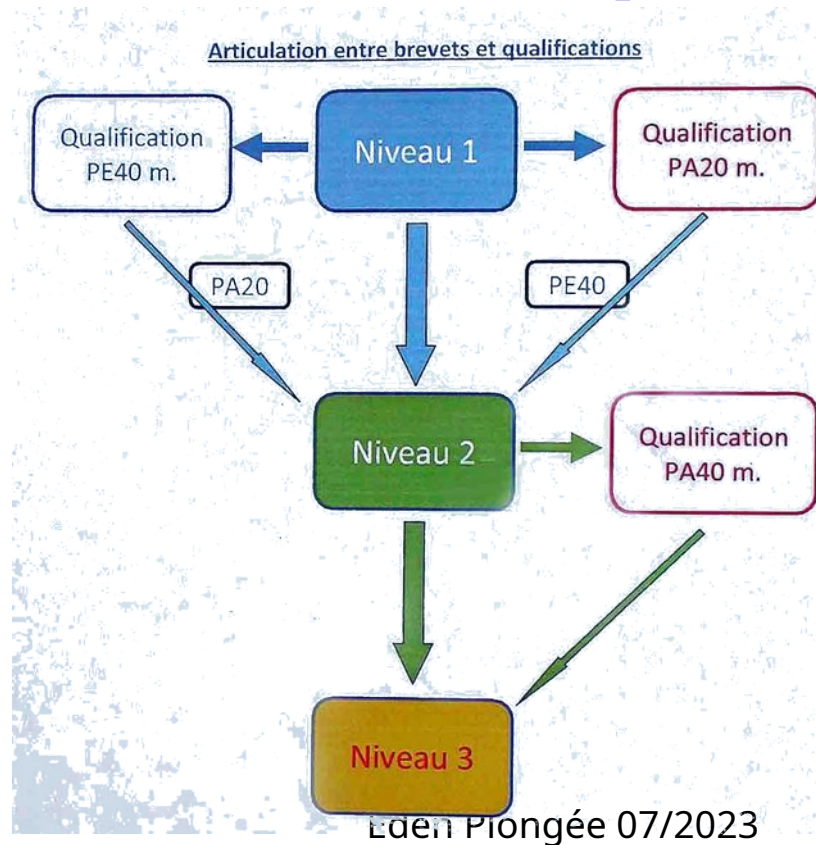 Articulation entre brevets et qualifications
Qualification
PE40 m.
Niveau 1
Qualification
PA20 m.
PA20
PE40
Niveau 2
Qualification
PA40 m.
Niveau 3
Eden Plongée 07/2023